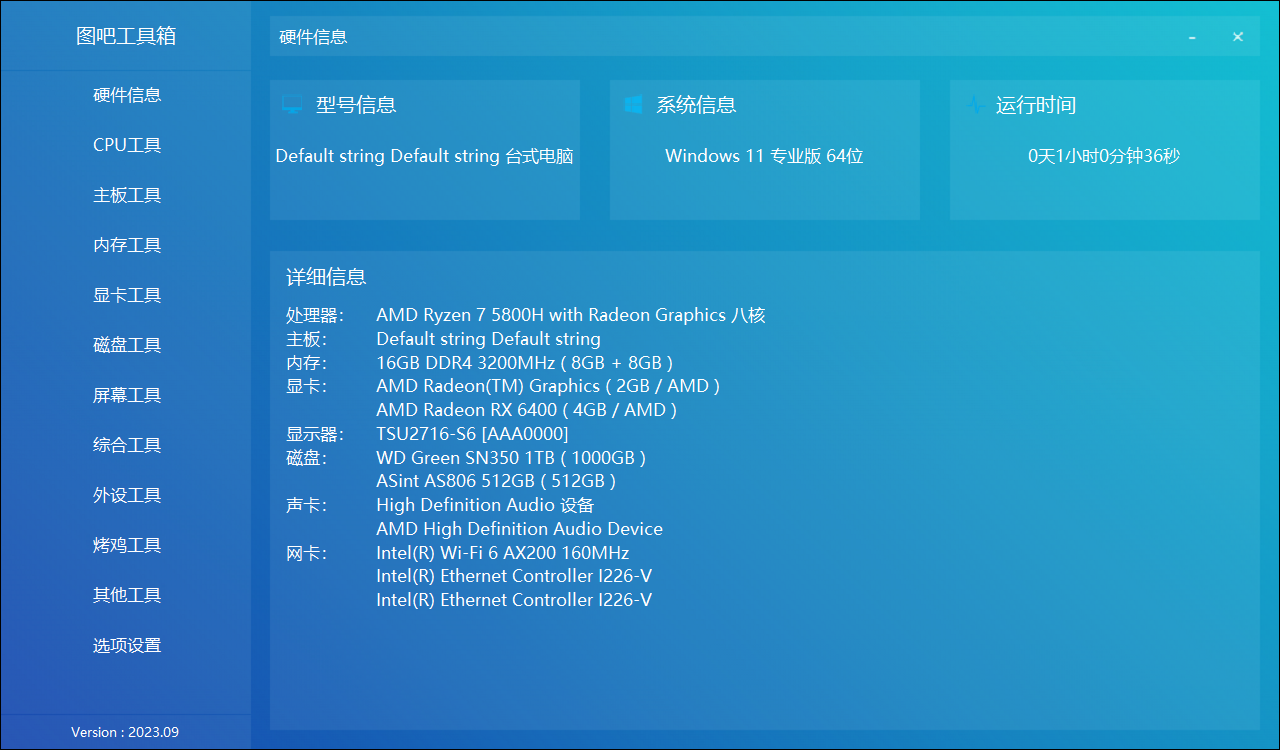 图吧工具箱
硬件信息
CPU工具
主板工具
内存工具
显卡工具
磁盘工具
屏幕工具
综合工具
外设工具
烤鸡工具
其他工具
选项设置
Version : 2023.09
硬件信息
型号信息
Default string Default string 台式电脑
系统信息
Windows 11 专业版 64位
运行时间
0天1小时0分钟36秒
详细信息
处理器： AMD Ryzen 7 5800H with Radeon Graphics 八核
主板： Default string Default string
内存： 16GB DDR4 3200MHz ( 8GB + 8GB )
显卡： AMD Radeon(TM) Graphics ( 2GB / AMD )
AMD Radeon RX 6400 ( 4GB / AMD )
显示器： TSU2716-S6 [AAA0000]
磁盘： WD Green SN350 1TB ( 1000GB )
ASint AS806 512GB ( 512GB )
声卡： High Definition Audio 设备
AMD High Definition Audio Device
网卡： Intel(R) Wi-Fi 6 AX200 160MHz
Intel(R) Ethernet Controller I226-V
Intel(R) Ethernet Controller I226-V